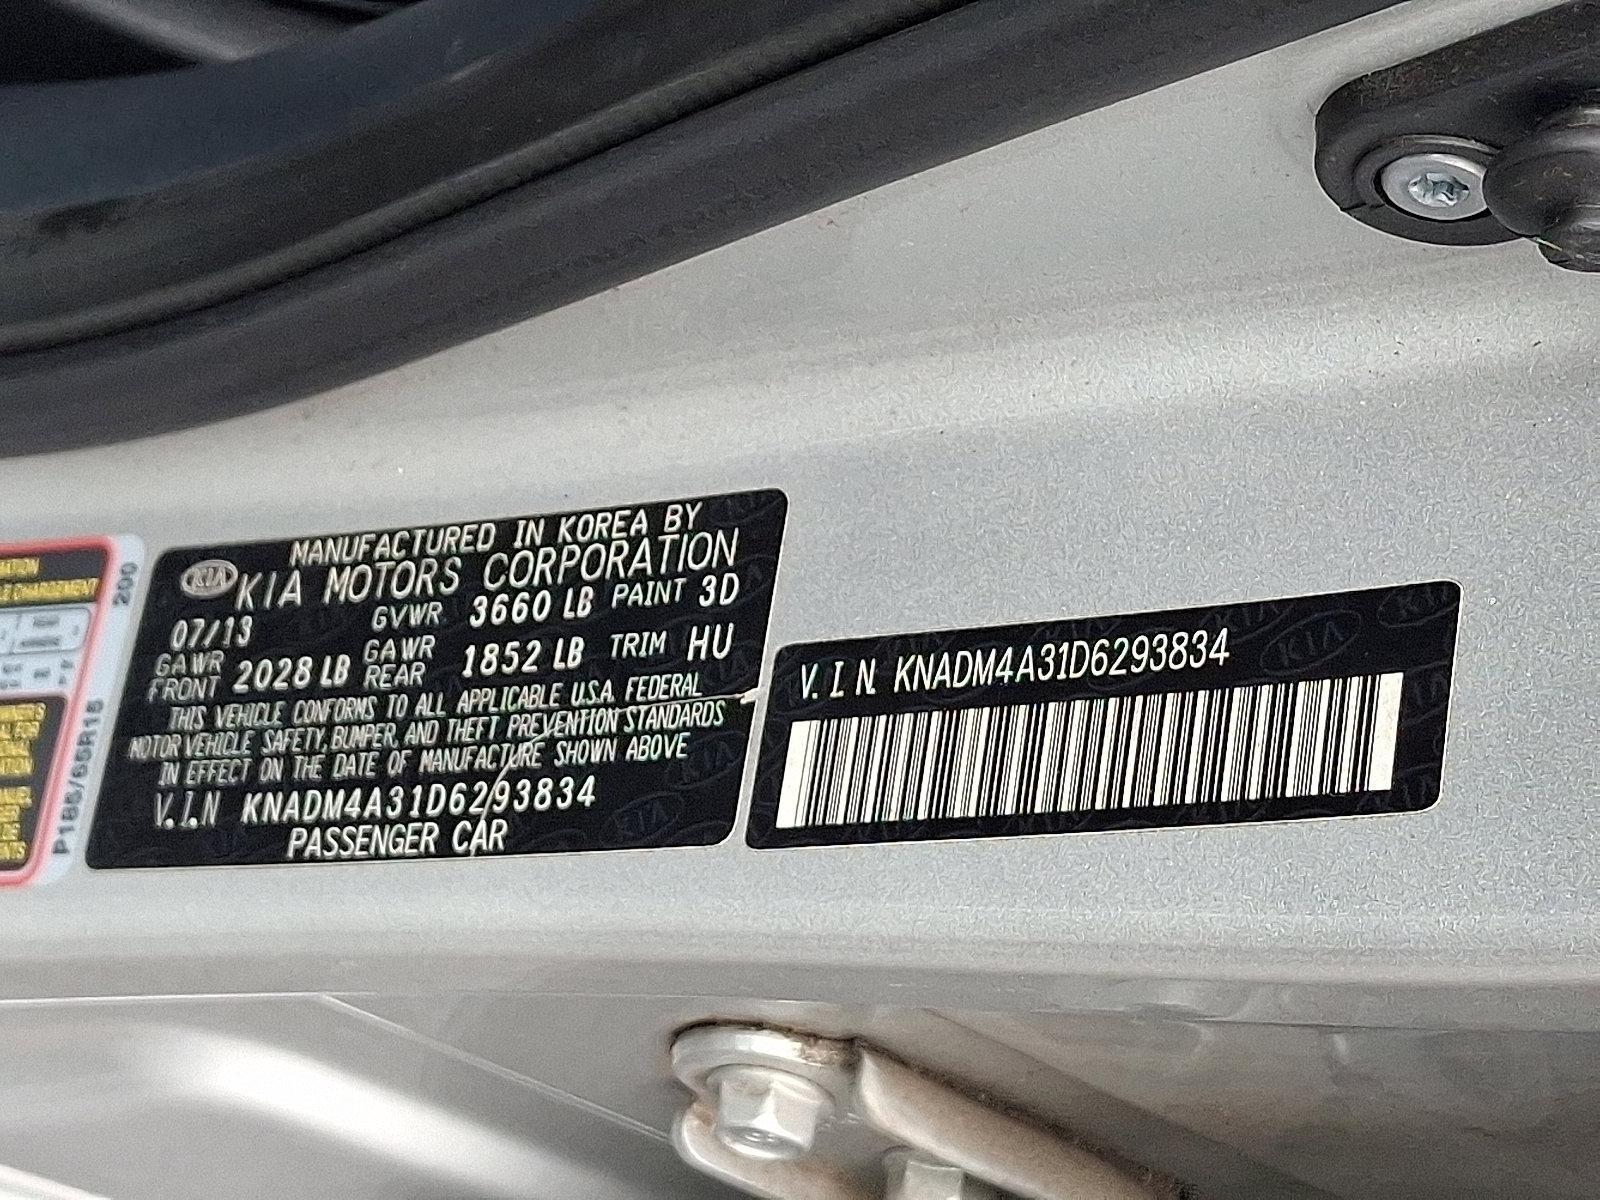 MANUFACTURED IN KOREA BY
KIA KIA MOTORS CORPORATION
07/13 GVWR 3660 LB PAINT 3D
GAWR FRONT 2028 LB GAWR REAR 1852 LB TRIM HU
THIS VEHICLE CONFORMS TO ALL APPLICABLE U.S.A. FEDERAL
MOTOR VEHICLE SAFETY, BUMPER, AND THEFT PREVENTION STANDARDS
IN EFFECT ON THE DATE OF MANUFACTURE SHOWN ABOVE
V.I.N KNADM4A31D6293834
PASSENGER CAR
V.I.N. KNADM4A31D6293834
200
P185/65R15